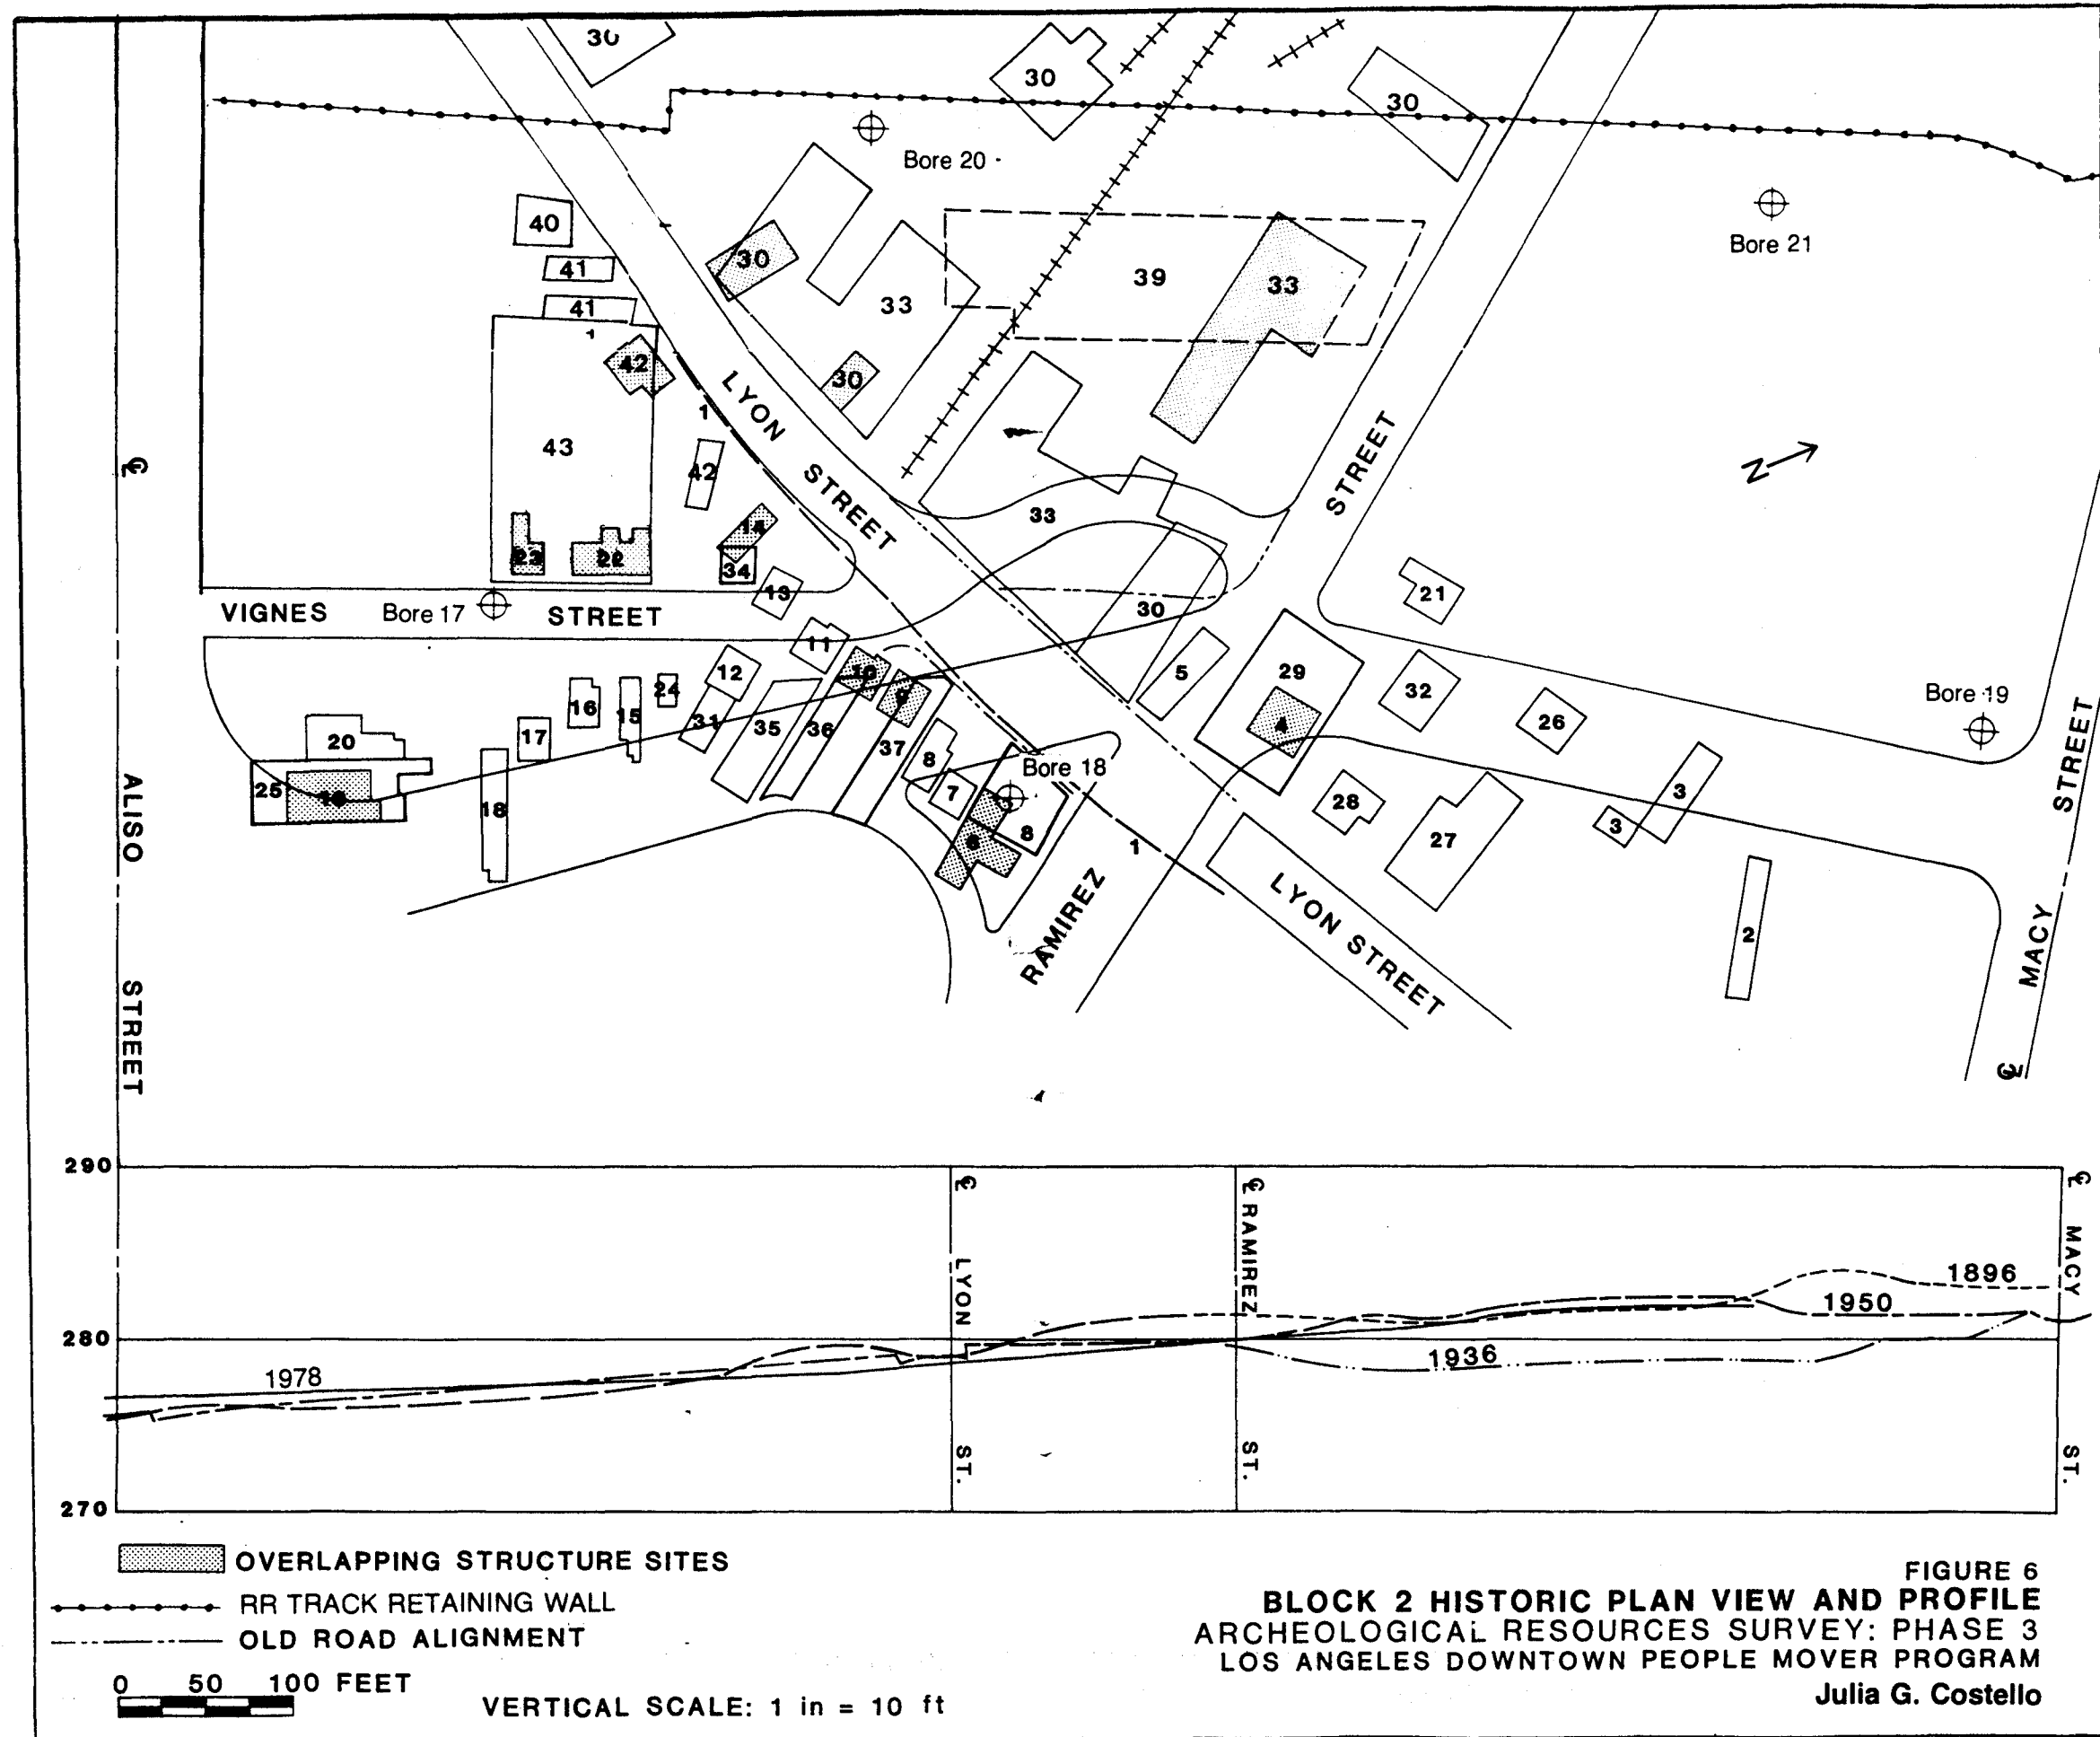 30
30
30
Bore 20
40
41
41
1
42
30
33
30
39
33
Bore 21
43
1
LYON STREET
42
14
34
13
23
22
33
30
STREET
N
VIGNES STREET
Bore 17
21
11
12
10
9
5
29
4
32
26
Bore 19
24
16
15
17
31
35
36
37
8
7
Bore 18
20
25
18
6
8
1
28
27
3
3
2
RAMIREZ
LYON STREET
ALISO STREET
MACY STREET
290
280
270
LYON ST.
RAMIREZ ST.
MACY ST.
1978
1896
1950
1936
OVERLAPPING STRUCTURE SITES
RR TRACK RETAINING WALL
OLD ROAD ALIGNMENT
0 50 100 FEET
VERTICAL SCALE: 1 in = 10 ft
FIGURE 6
BLOCK 2 HISTORIC PLAN VIEW AND PROFILE
ARCHEOLOGICAL RESOURCES SURVEY: PHASE 3
LOS ANGELES DOWNTOWN PEOPLE MOVER PROGRAM
Julia G. Costello